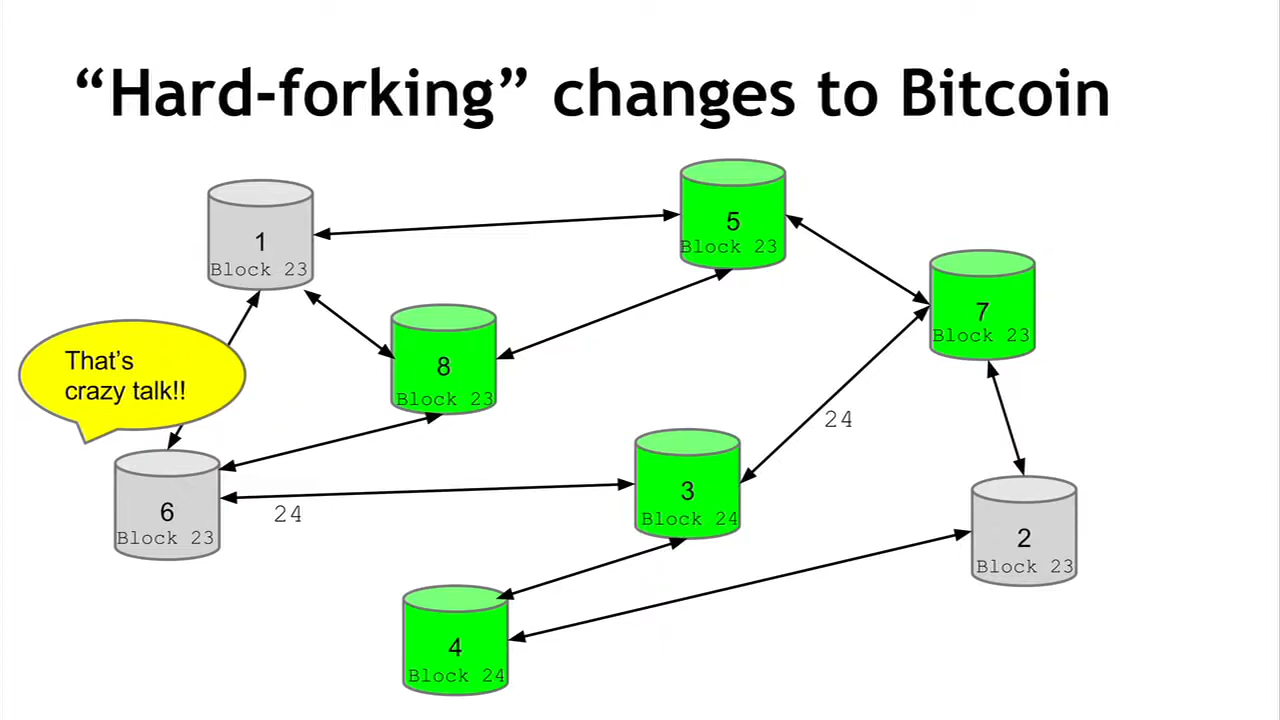 “Hard-forking” changes to Bitcoin
1
Block 23
5
Block 23
7
Block 23
8
Block 23
That's
crazy talk!!
24
6
Block 23
24
3
Block 24
2
Block 23
4
Block 24